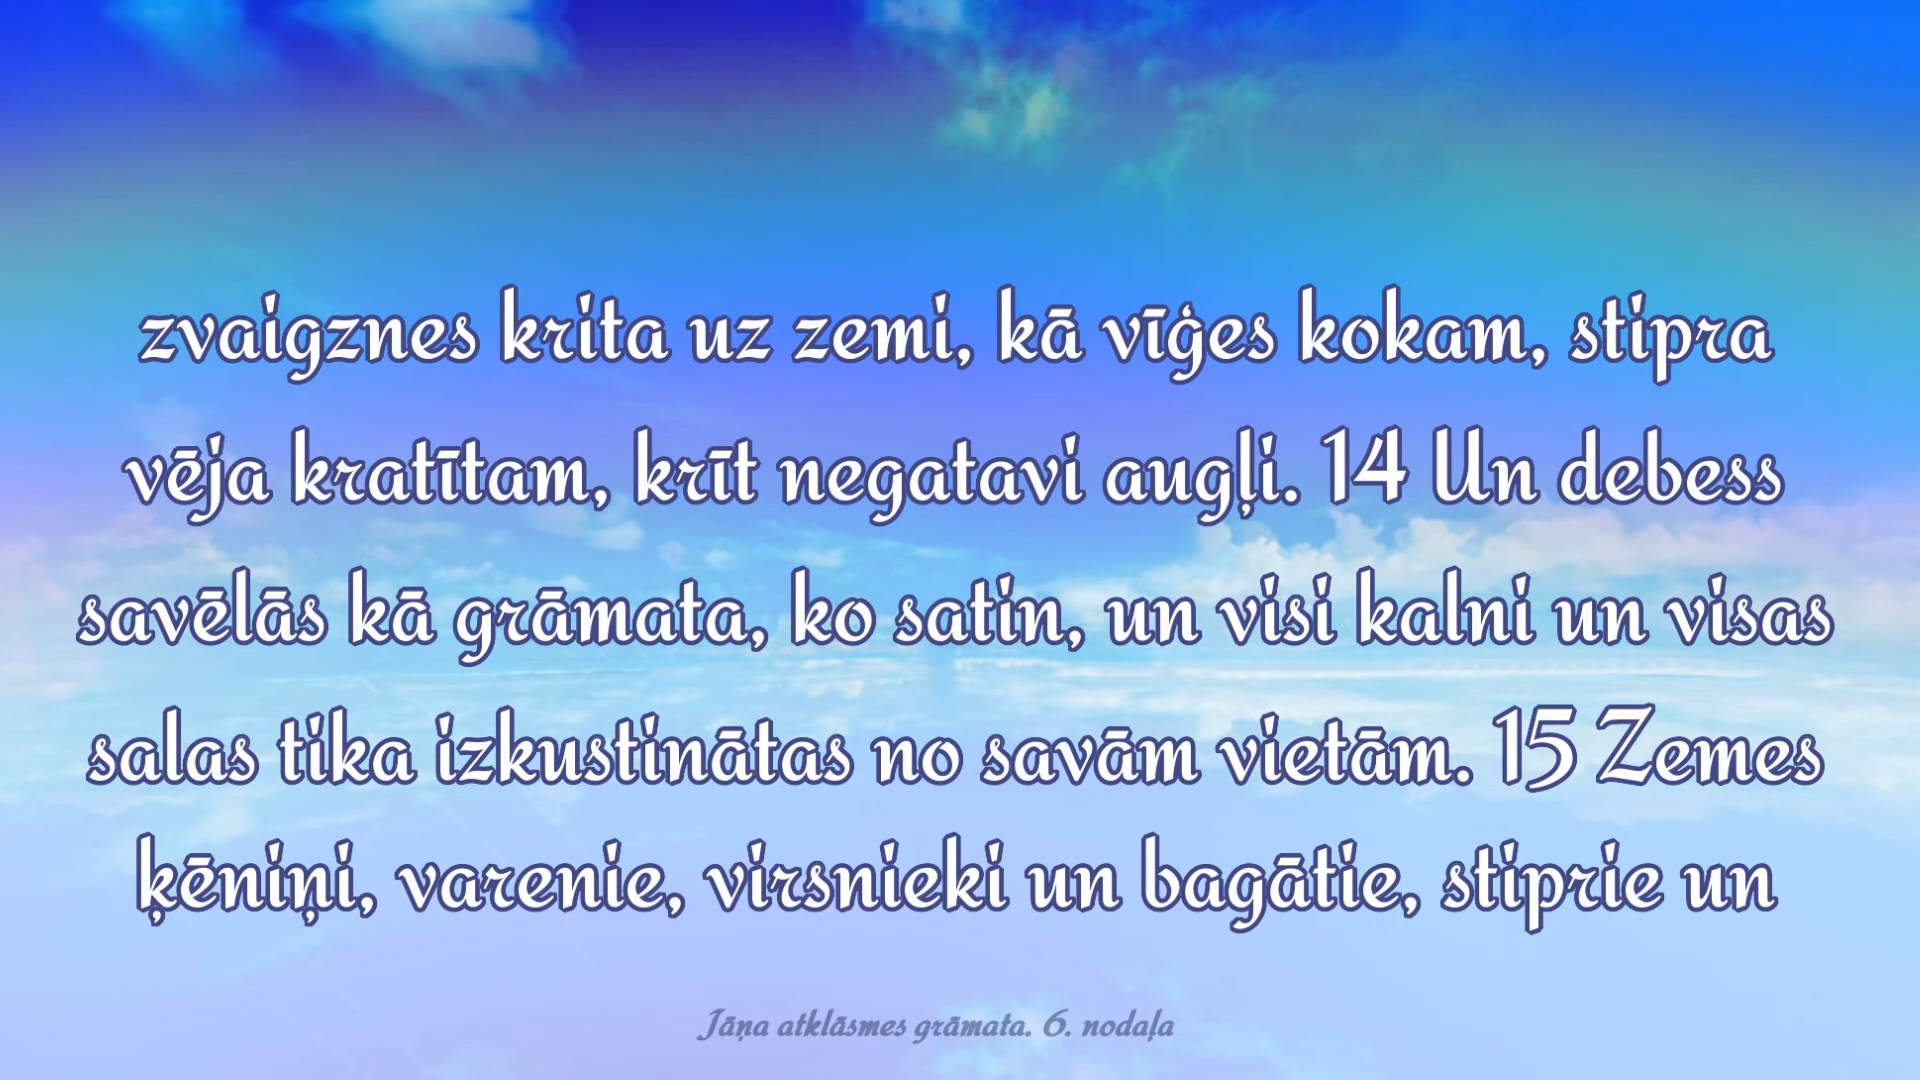 zvaigznes krita uz zemi, kā vīģes kokam, stipra
vēja kratītam, krīt negatavi augļi. 14 Un debess
savēlās kā grāmata, ko satin, un visi kalni un visas
salas tika izkustinātas no savām vietām. 15 Zemes
ķēniņi, varenie, virsnieki un bagātie, stiprie un
Jāņa atklāsmes grāmata. 6. nodaļa